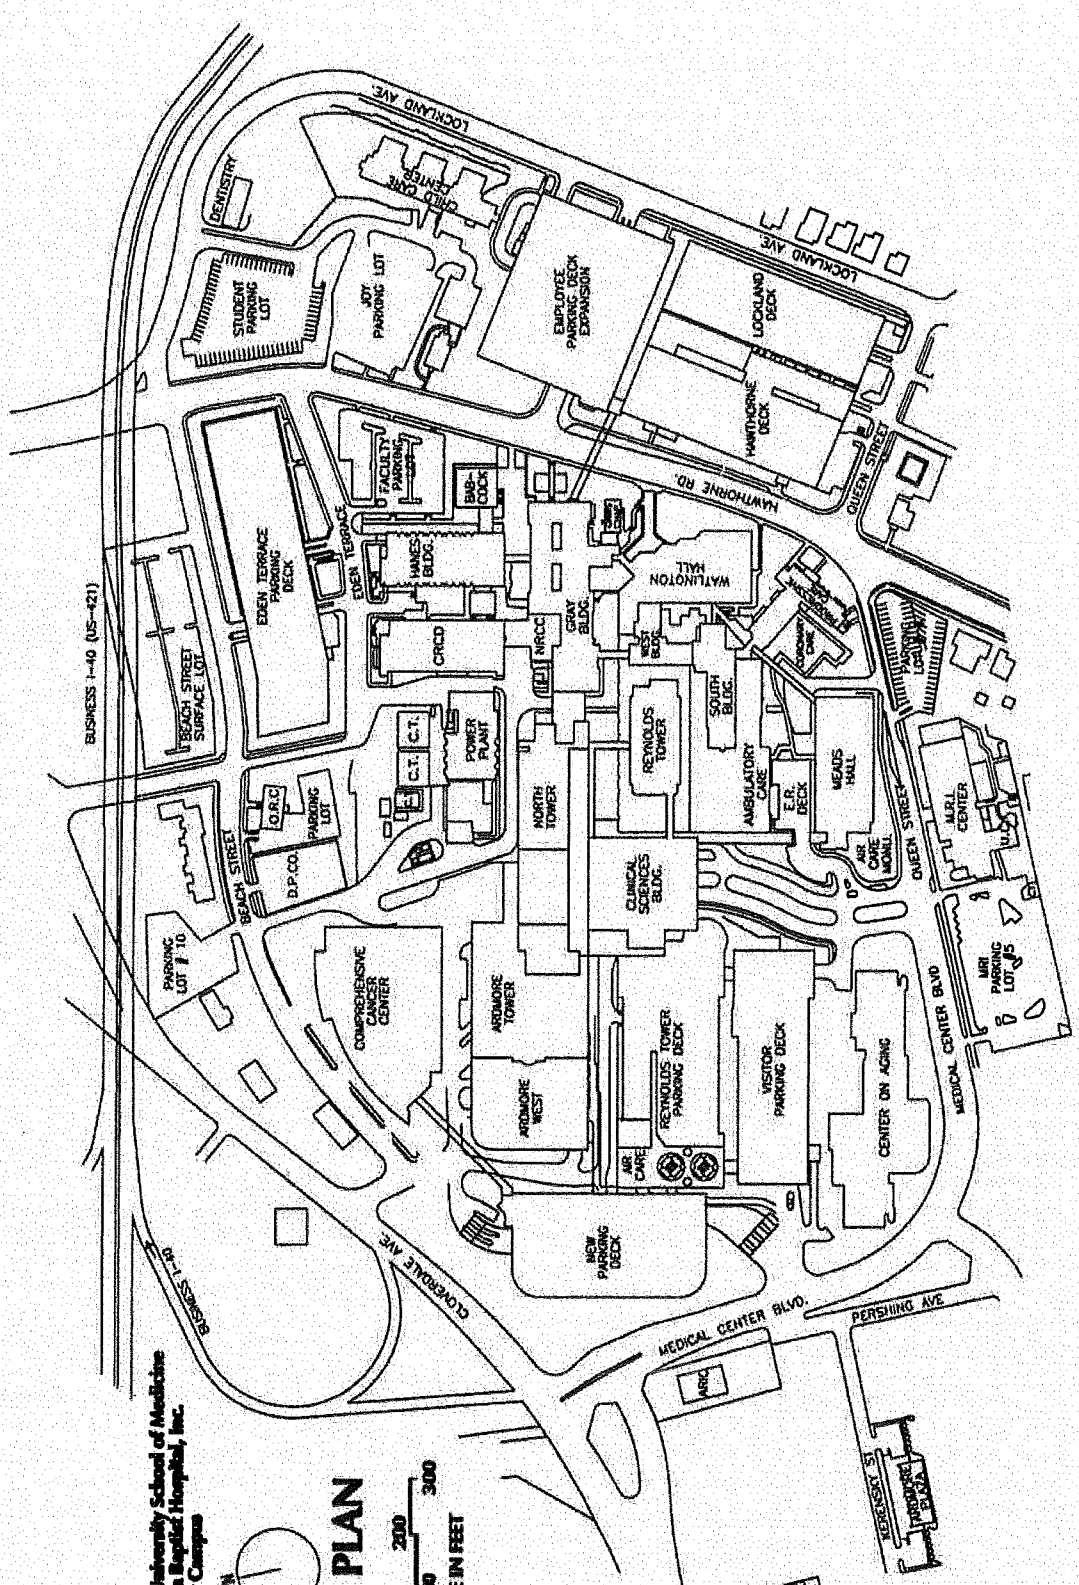 University School of Medicine
Baptist Hospital, Inc.
Campus
PLAN
200
300
IN FEET
BUSINESS I-40 (US-421)
BUSINESS I-40
LOCKLAND AVE.
LOCKLAND AVE.
DENTISTRY
CHILD CARE
CENTER
STUDENT
PARKING
LOT
JOY
PARKING LOT
EMPLOYEE
PARKING DECK
EXPANSION
LOCKLAND
DECK
HAWTHORNE
DECK
HAWTHORNE RD.
QUEEN STREET
EDEN TERRACE
PARKING
DECK
EDEN TERRACE
FACULTY
PARKING
LOT
BAB-
COCK
HANES
BLDG.
CRCD
NRCC
GRAY
BLDG.
WATLINGTON
HALL
WEST
BLDG.
SOUTH
BLDG.
CORONARY
CARE
PARKING
BEACH STREET
SURFACE LOT
BEACH STREET
O.R.C.
PARKING
LOT
D.P.CO.
C.T.
C.T.
POWER
PLANT
NORTH
TOWER
REYNOLDS
TOWER
AMBULATORY
CARE
E.R.
DECK
MEADS
HALL
AIR
CARE
MONU.
QUEEN STREET
M.R.I.
CENTER
MRI
PARKING
LOT #5
CLINICAL
SCIENCES
BLDG.
PARKING
LOT # 10
COMPREHENSIVE
CANCER
CENTER
ARDMORE
TOWER
ARDMORE
WEST
REYNOLDS TOWER
PARKING DECK
AIR
CARE
VISITOR
PARKING DECK
CENTER ON AGING
MEDICAL CENTER BLVD
NEW
PARKING
DECK
CLOVERDALE AVE.
MEDICAL CENTER BLVD.
PERSHING AVE
ARIC
KERENSKY ST
ARDMORE
PLAZA